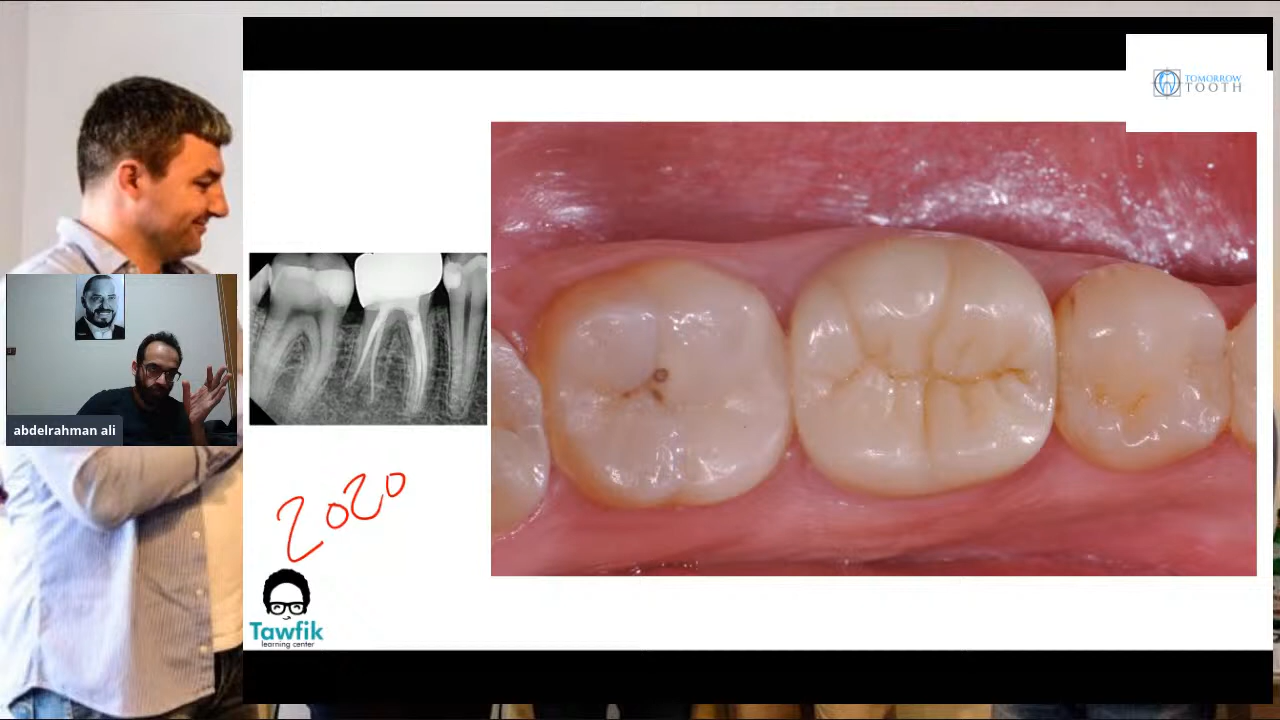 TOMORROW
TOOTH
abdelrahman ali
2020
Tawfik
learning center